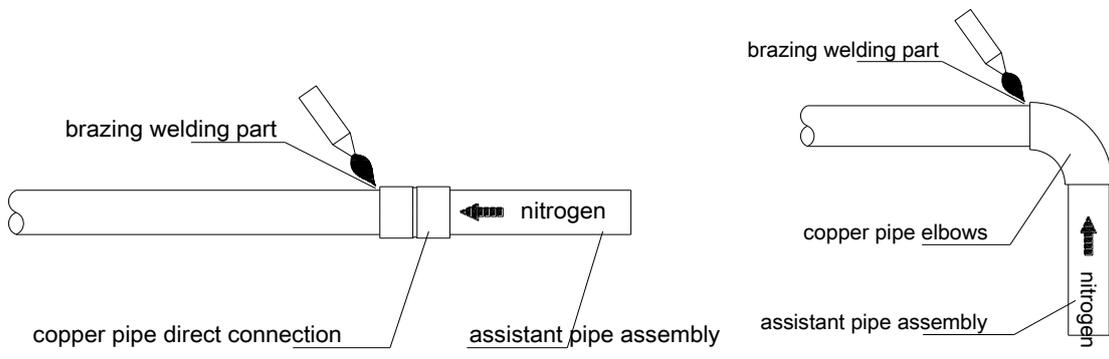 brazing welding part
nitrogen
copper pipe direct connection
assistant pipe assembly
brazing welding part
copper pipe elbows
assistant pipe assembly
nitrogen